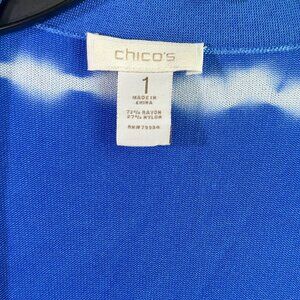 chico's
1
MADE IN
CHINA
73% RAYON
27% NYLON